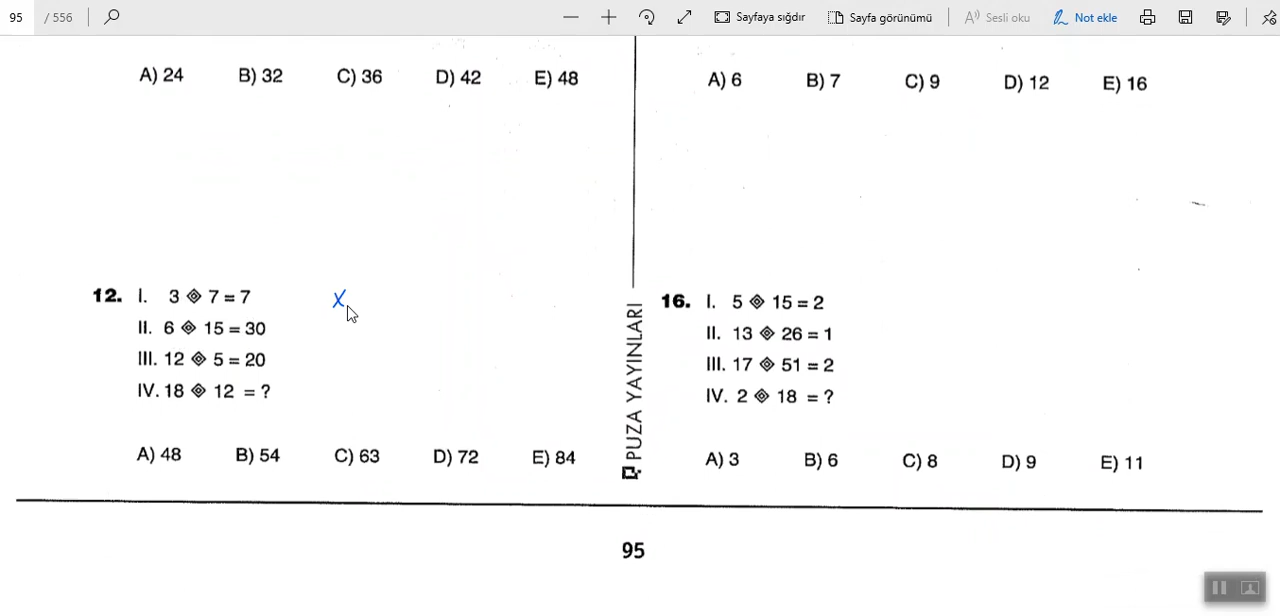 95 / 556 Sayfaya sığdır Sayfa görünümü Sesli oku Not ekle
A) 24 B) 32 C) 36 D) 42 E) 48
12. I. 3 ◈ 7 = 7
II. 6 ◈ 15 = 30
III. 12 ◈ 5 = 20
IV. 18 ◈ 12 = ?
A) 48 B) 54 C) 63 D) 72 E) 84
x
PUZA YAYINLARI
A) 6 B) 7 C) 9 D) 12 E) 16
16. I. 5 ◈ 15 = 2
II. 13 ◈ 26 = 1
III. 17 ◈ 51 = 2
IV. 2 ◈ 18 = ?
A) 3 B) 6 C) 8 D) 9 E) 11
95